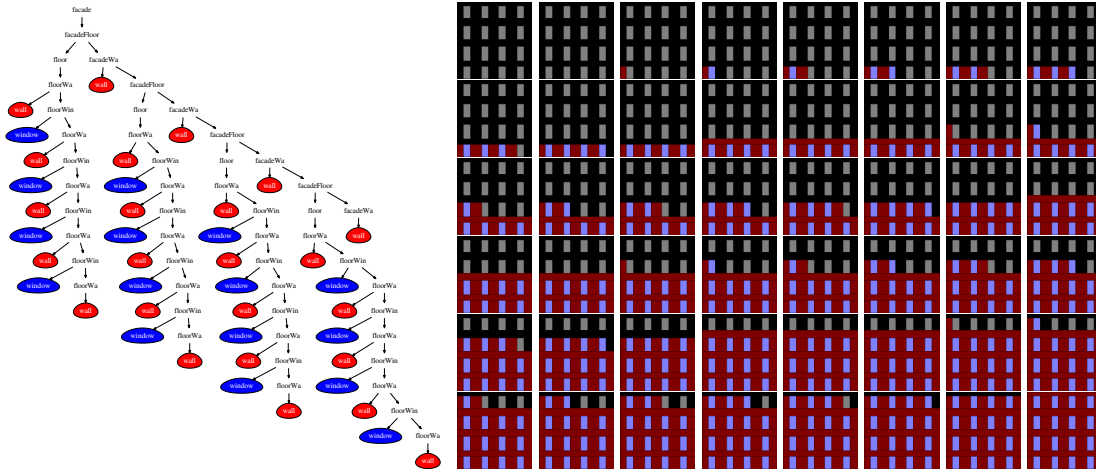 facade
facadeFloor
floor facadeWa
floorWa wall facadeFloor
wall floorWin floor facadeWa
window floorWa floorWa wall facadeFloor
wall floorWin wall floorWin floor facadeWa
window floorWa window floorWa floorWa wall facadeFloor
wall floorWin wall floorWin wall floorWin floor facadeWa
window floorWa window floorWa window floorWa floorWa wall
wall floorWin wall floorWin wall floorWin wall floorWin
window floorWa window floorWa window floorWa window floorWa
wall wall floorWin wall floorWin wall floorWin
window floorWa window floorWa window floorWa
wall wall floorWin wall floorWin
window floorWa window floorWa
wall wall floorWin
window floorWa
wall